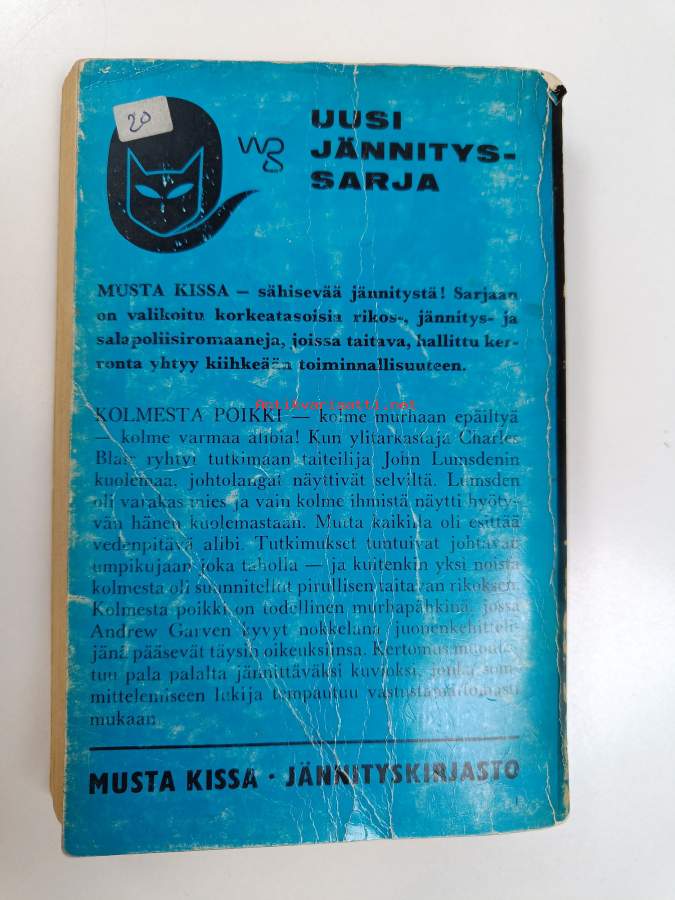 20
WS
UUSI
JÄNNITYS-
SARJA
MUSTA KISSA — sähisevää jännitystä! Sarjaan
on valikoitu korkeatasoisia rikos-, jännitys- ja
salapoliisiromaaneja, joissa taitava, hallittu ker-
ronta yhtyy kiihkeään toiminnallisuuteen.
Antikvariaatti.net
KOLMESTA POIKKI — kolme murhaan epäiltyä
— kolme varmaa alibia! Kun ylitarkastaja Charles
Blair ryhtyi tutkimaan taiteilija John Lumsdenin
kuolemaa, johtolangat näyttivät selviltä. Lumsden
oli varakas mies ja vain kolme ihmistä näytti hyöty-
vän hänen kuolemastaan. Mutta kaikilla oli esittää
vedenpitävä alibi. Tutkimukset tuntuivat johtavan
umpikujaan joka taholla — ja kuitenkin yksi noista
kolmesta oli suunnitellut pirullisen taitavan rikoksen.
Kolmesta poikki on todellinen murhapähkinä, jossa
Andrew Garven kyvyt nokkelana juonenkehitteli-
jänä pääsevät täysin oikeuksiinsa. Kertomus muotu-
tuu pala palalta jännittäväksi kuvioksi, jonka som-
mittelemiseen lukija tempautuu vastustamattomasti
mukaan.
MUSTA KISSA · JÄNNITYSKIRJASTO